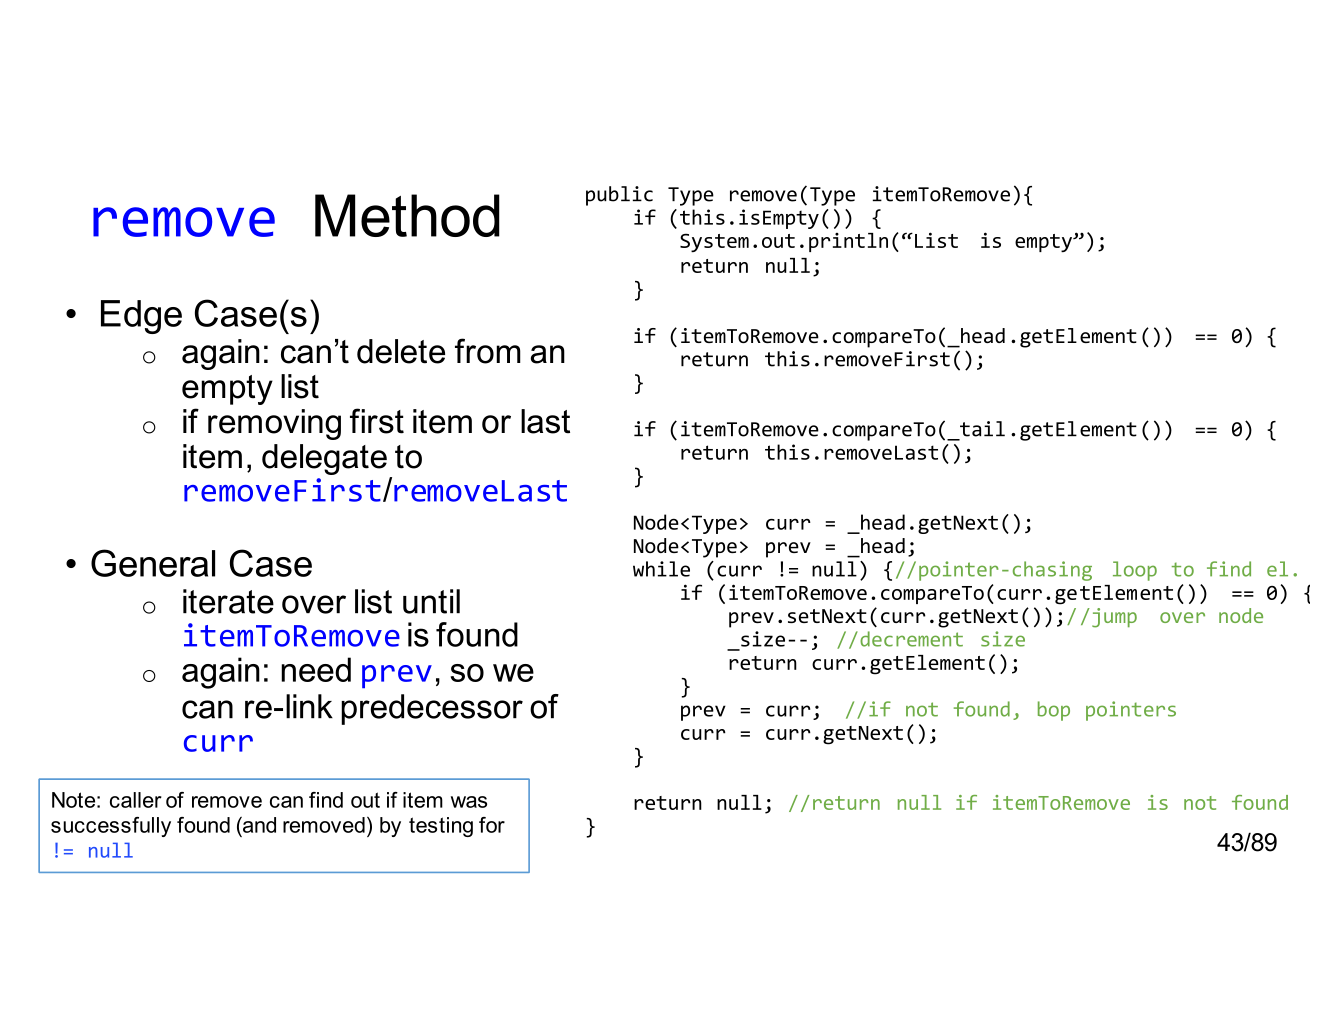 remove Method
• Edge Case(s)
o again: can’t delete from an
empty list
o if removing first item or last
item, delegate to
removeFirst/removeLast
• General Case
o iterate over list until
itemToRemove is found
o again: need prev, so we
can re-link predecessor of
curr
Note: caller of remove can find out if item was
successfully found (and removed) by testing for
!= null
public Type remove(Type itemToRemove){
    if (this.isEmpty()) {
        System.out.println(“List is empty”);
        return null;
    }
    if (itemToRemove.compareTo(_head.getElement()) == 0) {
        return this.removeFirst();
    }
    if (itemToRemove.compareTo(_tail.getElement()) == 0) {
        return this.removeLast();
    }
    Node<Type> curr = _head.getNext();
    Node<Type> prev = _head;
    while (curr != null) {//pointer-chasing loop to find el.
        if (itemToRemove.compareTo(curr.getElement()) == 0) {
            prev.setNext(curr.getNext());//jump over node
            _size--; //decrement size
            return curr.getElement();
        }
        prev = curr; //if not found, bop pointers
        curr = curr.getNext();
    }
    return null; //return null if itemToRemove is not found
}
43/89